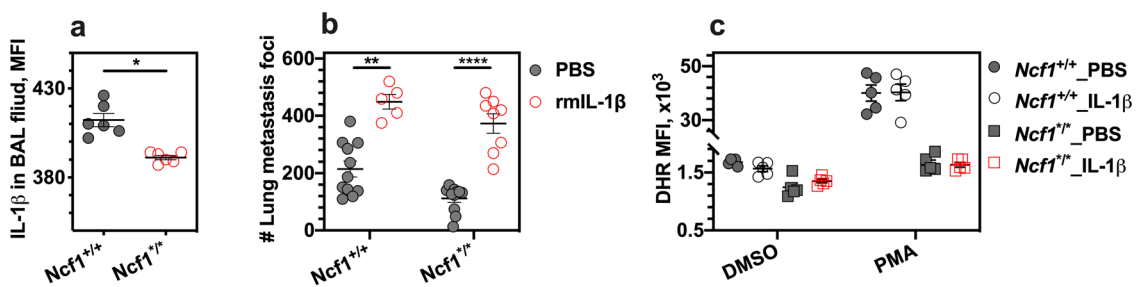 a
IL-1β in BAL fliud, MFI
430
380
*
Ncf1+/+
Ncf1*/*
b
# Lung metastasis foci
600
400
200
0
**
****
Ncf1+/+
Ncf1*/*
PBS
rmIL-1β
c
DHR MFI, x10³
50
30
1.5
0.5
DMSO
PMA
Ncf1+/+_PBS
Ncf1+/+_IL-1β
Ncf1*/*_PBS
Ncf1*/*_IL-1β